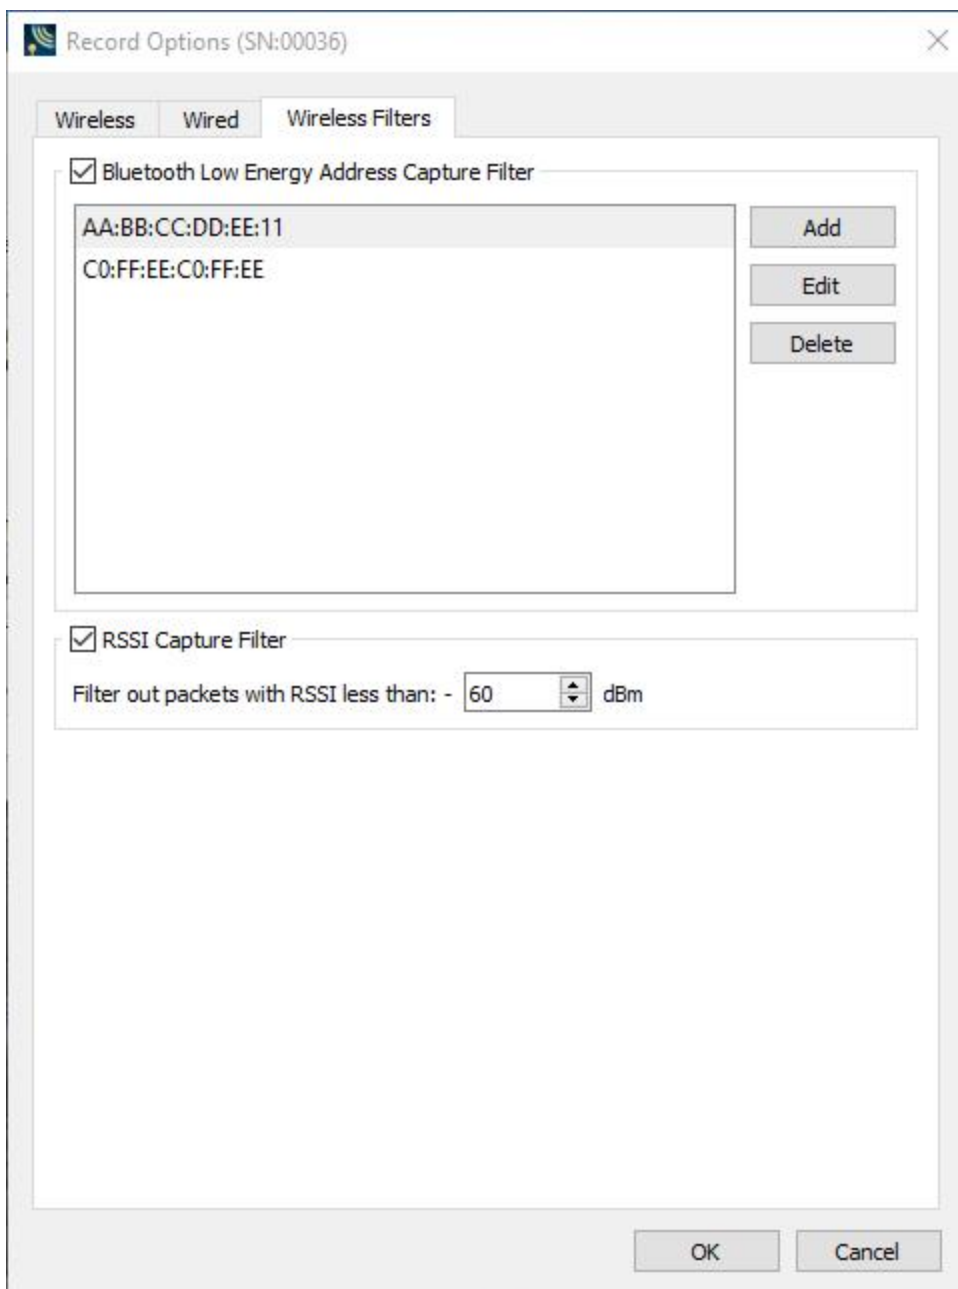 Record Options (SN:00036)
Wireless Wired Wireless Filters
Bluetooth Low Energy Address Capture Filter
AA:BB:CC:DD:EE:11 Add
C0:FF:EE:C0:FF:EE
Edit
Delete
RSSI Capture Filter
Filter out packets with RSSI less than: - 60 dBm
OK Cancel